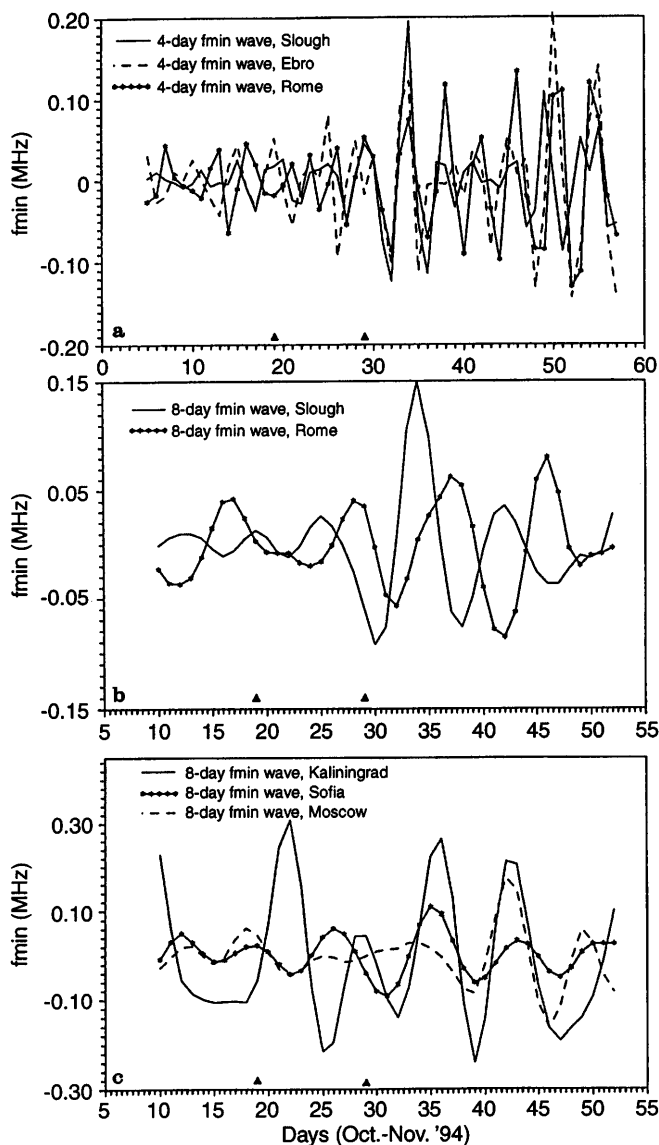 0.20
4-day fmin wave, Slough
4-day fmin wave, Ebro
4-day fmin wave, Rome
0.10
fmin (MHz)
0
-0.10
a
-0.20
0 10 20 30 40 50 60
0.15
8-day fmin wave, Slough
8-day fmin wave, Rome
0.05
fmin (MHz)
-0.05
b
-0.15
5 10 15 20 25 30 35 40 45 50 55
8-day fmin wave, Kaliningrad
8-day fmin wave, Sofia
8-day fmin wave, Moscow
0.30
0.10
fmin (MHz)
-0.10
c
-0.30
5 10 15 20 25 30 35 40 45 50 55
Days (Oct.-Nov. '94)